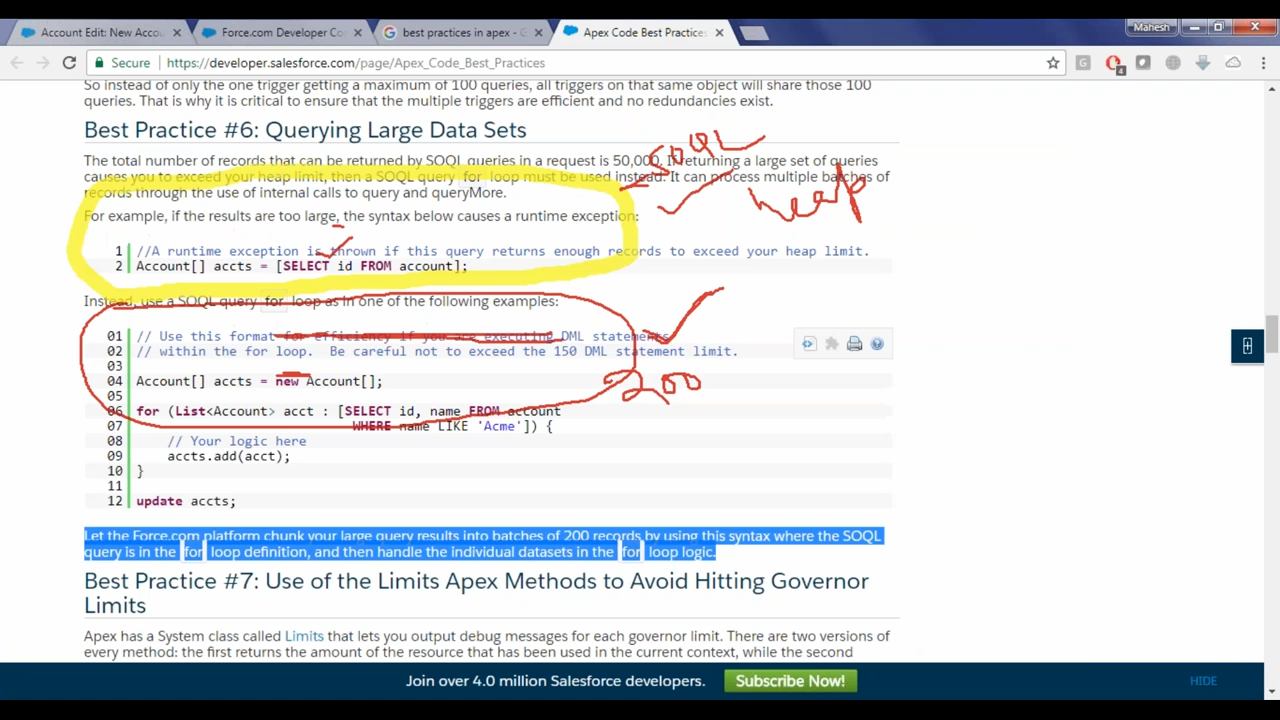 Account Edit: New Accou
Force.com Developer Co
best practices in apex - G
Apex Code Best Practices
Mahesh
Secure
https://developer.salesforce.com/page/Apex_Code_Best_Practices
4
So instead of only the one trigger getting a maximum of 100 queries, all triggers on that same object will share those 100
queries. That is why it is critical to ensure that the multiple triggers are efficient and no redundancies exist.
Best Practice #6: Querying Large Data Sets
SOQL
The total number of records that can be returned by SOQL queries in a request is 50,000. If returning a large set of queries
causes you to exceed your heap limit, then a SOQL query for loop must be used instead. It can process multiple batches of
records through the use of internal calls to query and queryMore.
heap
For example, if the results are too large, the syntax below causes a runtime exception:
1 //A runtime exception is thrown if this query returns enough records to exceed your heap limit.
2 Account[] accts = [SELECT id FROM account];
Instead, use a SOQL query for loop as in one of the following examples:
01 // Use this format for efficiency if you are executing DML statements
02 // within the for loop. Be careful not to exceed the 150 DML statement limit.
03
04 Account[] accts = new Account[];
200
05
06 for (List<Account> acct : [SELECT id, name FROM account
07 WHERE name LIKE 'Acme']) {
08 // Your logic here
09 accts.add(acct);
10 }
11
12 update accts;
Let the Force.com platform chunk your large query results into batches of 200 records by using this syntax where the SOQL
query is in the for loop definition, and then handle the individual datasets in the for loop logic.
Best Practice #7: Use of the Limits Apex Methods to Avoid Hitting Governor
Limits
Apex has a System class called Limits that lets you output debug messages for each governor limit. There are two versions of
every method: the first returns the amount of the resource that has been used in the current context, while the second
Join over 4.0 million Salesforce developers.
Subscribe Now!
HIDE